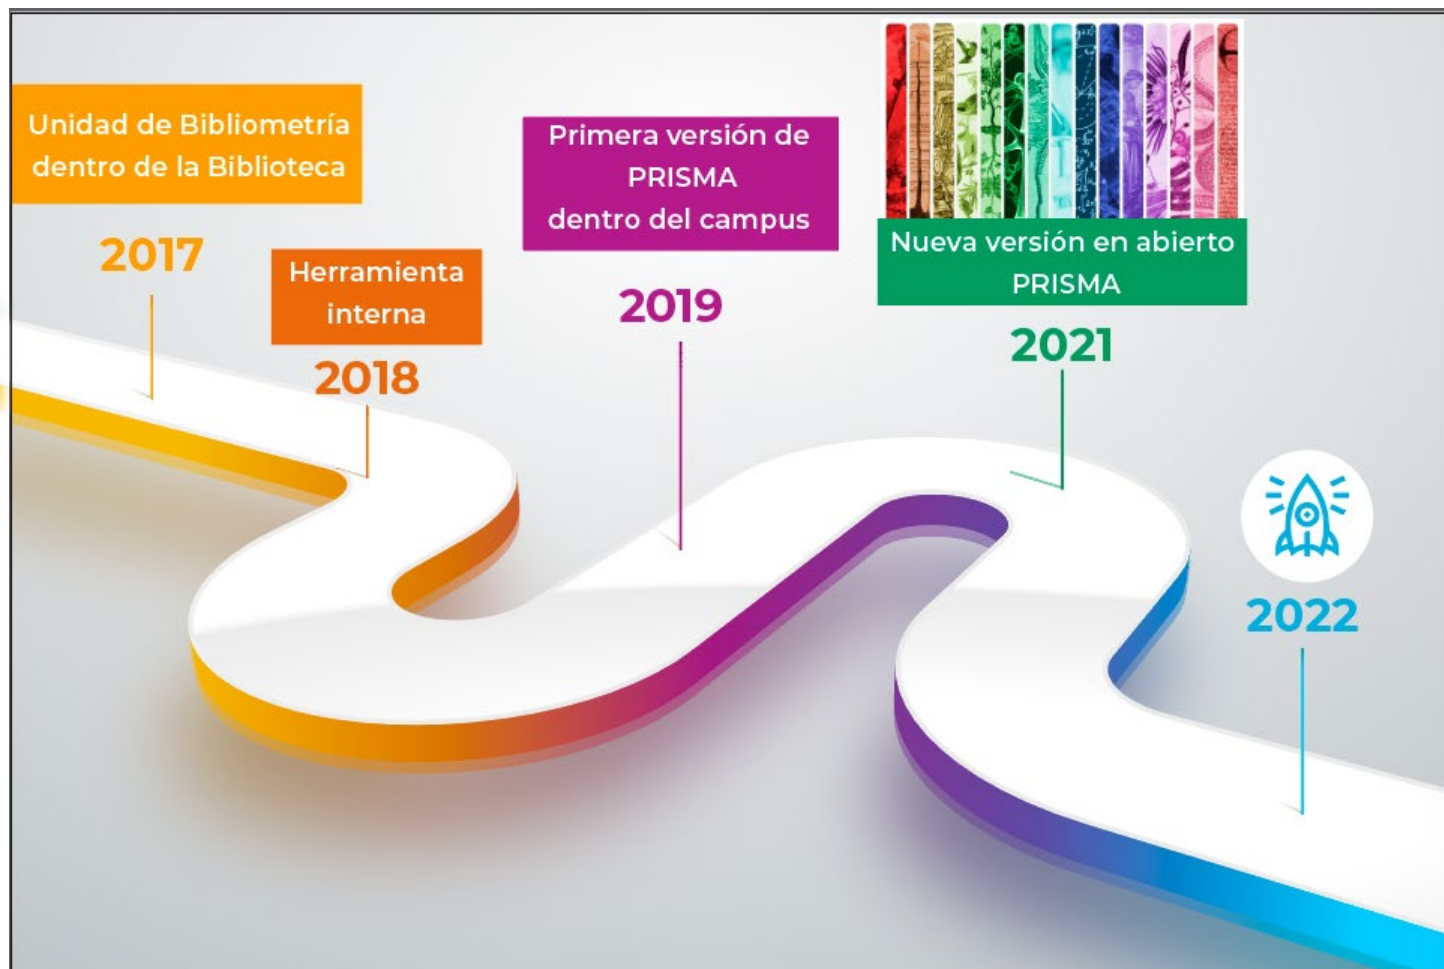 Unidad de Bibliometría
dentro de la Biblioteca
2017
Herramienta
interna
2018
Primera versión de
PRISMA
dentro del campus
2019
Nueva versión en abierto
PRISMA
2021
2022